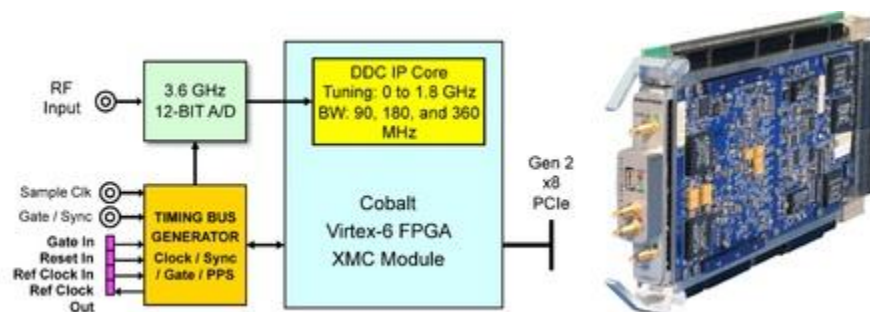 RF
Input
3.6 GHz
12-BIT A/D
DDC IP Core
Tuning: 0 to 1.8 GHz
BW: 90, 180, and 360
MHz
Sample Clk
Gate / Sync
Gate In
Reset In
Ref Clock In
Ref Clock
Out
TIMING BUS
GENERATOR
Clock / Sync
/ Gate / PPS
Cobalt
Virtex-6 FPGA
XMC Module
Gen 2
x8
PCIe